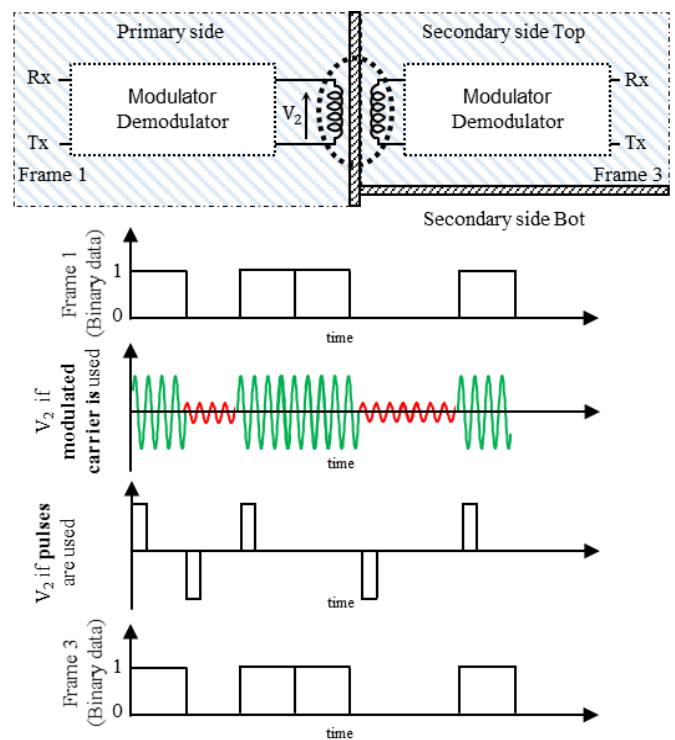 Primary side
Secondary side Top
Rx
Modulator
Demodulator
V2
Tx
Frame 1
Modulator
Demodulator
Rx
Tx
Frame 3
Secondary side Bot
Frame 1
(Binary data)
1
0
time
V2 if
modulated
carrier is used
time
V2 if pulses
are used
time
Frame 3
(Binary data)
1
0
time